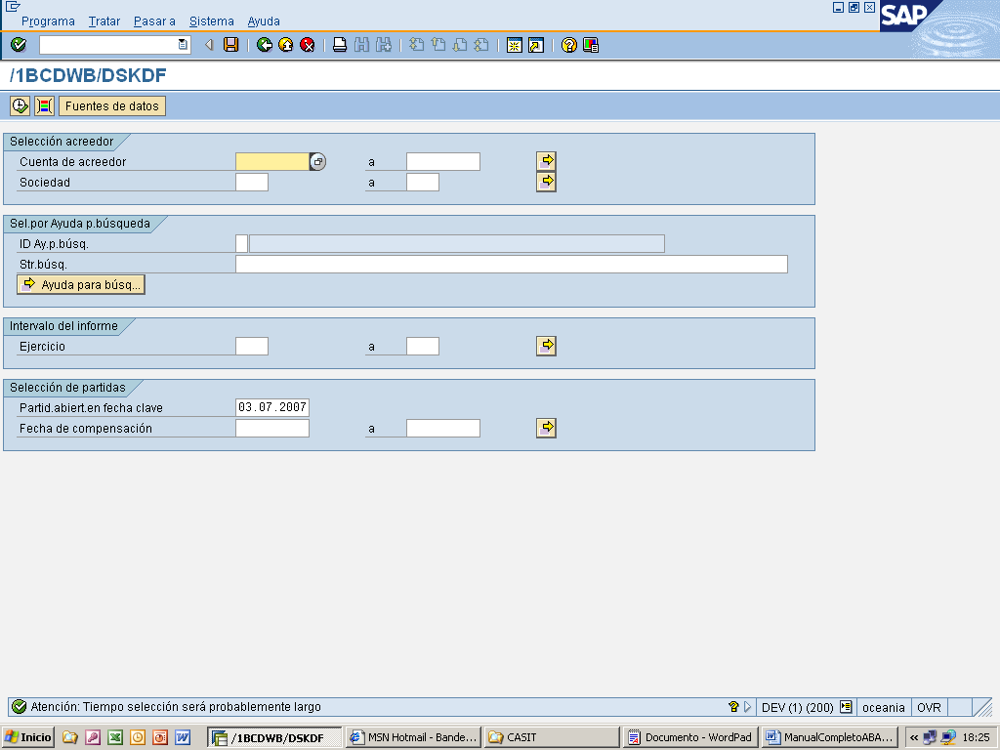 Programa Tratar Pasar a Sistema Ayuda
SAP
/1BCDWB/DSKDF
Fuentes de datos
Selección acreedor
Cuenta de acreedor a
Sociedad a
Sel.por Ayuda p.búsqueda
ID Ay.p.búsq.
Str.búsq.
Ayuda para búsq...
Intervalo del informe
Ejercicio a
Selección de partidas
Partid.abiert.en fecha clave 03.07.2007
Fecha de compensación a
Atención: Tiempo selección será probablemente largo DEV (1) (200) oceania OVR
Inicio /1BCDWB/DSKDF MSN Hotmail - Bande... CASIT Documento - WordPad ManualCompletoABA... « 18:25